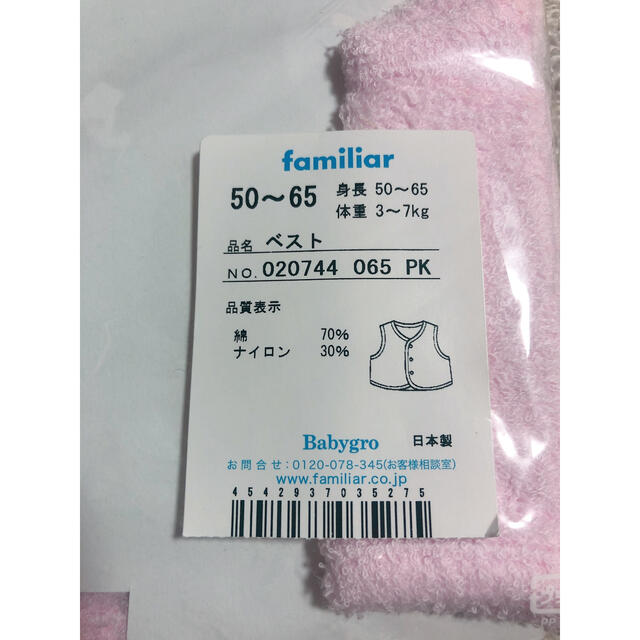 familiar
50～65 身長 50～65
体重 3～7kg
品名 ベスト
NO. 020744 065 PK
品質表示
綿 70%
ナイロン 30%
Babygro 日本製
お問合せ:0120-078-345(お客様相談室)
www.familiar.co.jp
4542937035275
PP